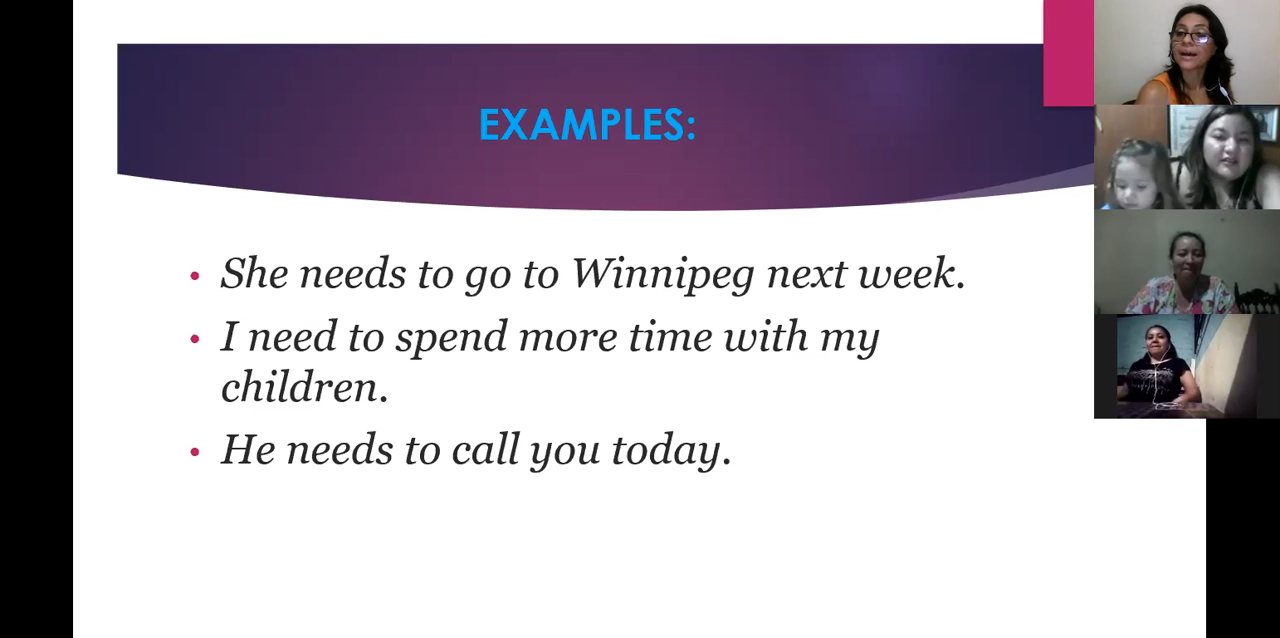 EXAMPLES:
She needs to go to Winnipeg next week.
I need to spend more time with my
children.
He needs to call you today.